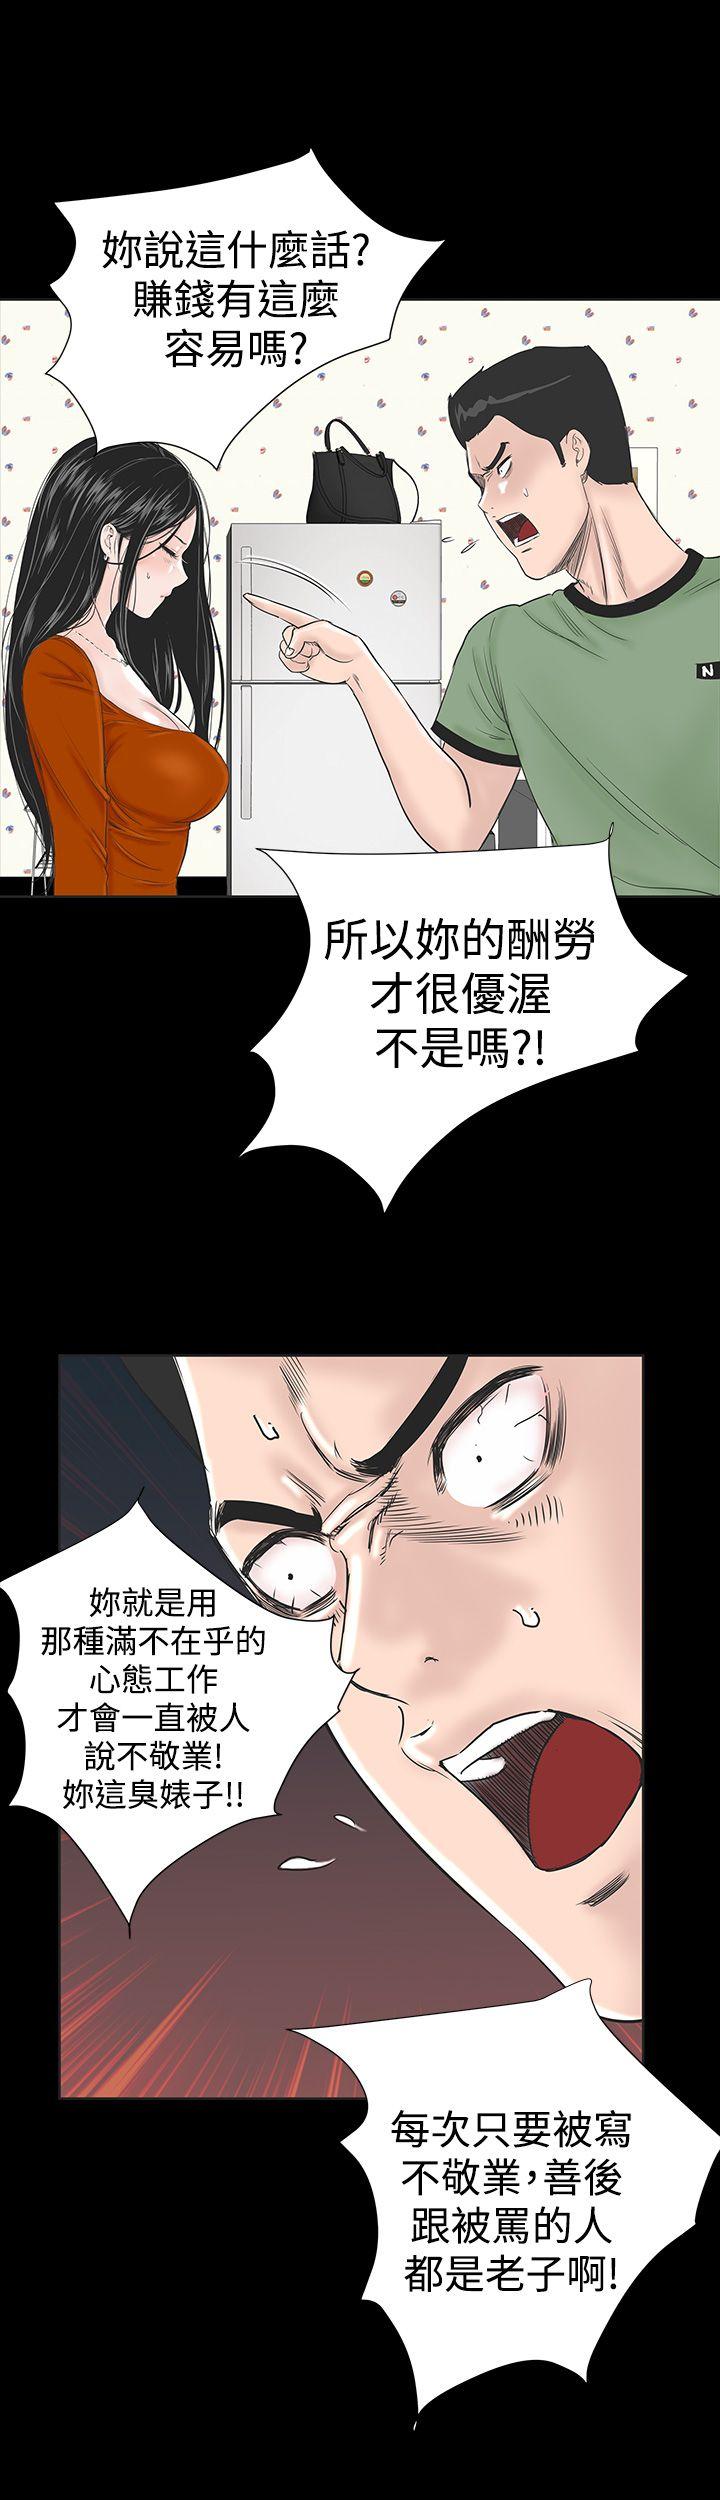 妳說這什麼話?
賺錢有這麼
容易嗎?
N
所以妳的酬勞
才很優渥
不是嗎?!
妳就是用
那種滿不在乎的
心態工作
才會一直被人
說不敬業!
妳這臭婊子!!
每次只要被寫
不敬業，善後
跟被罵的人
都是老子啊!